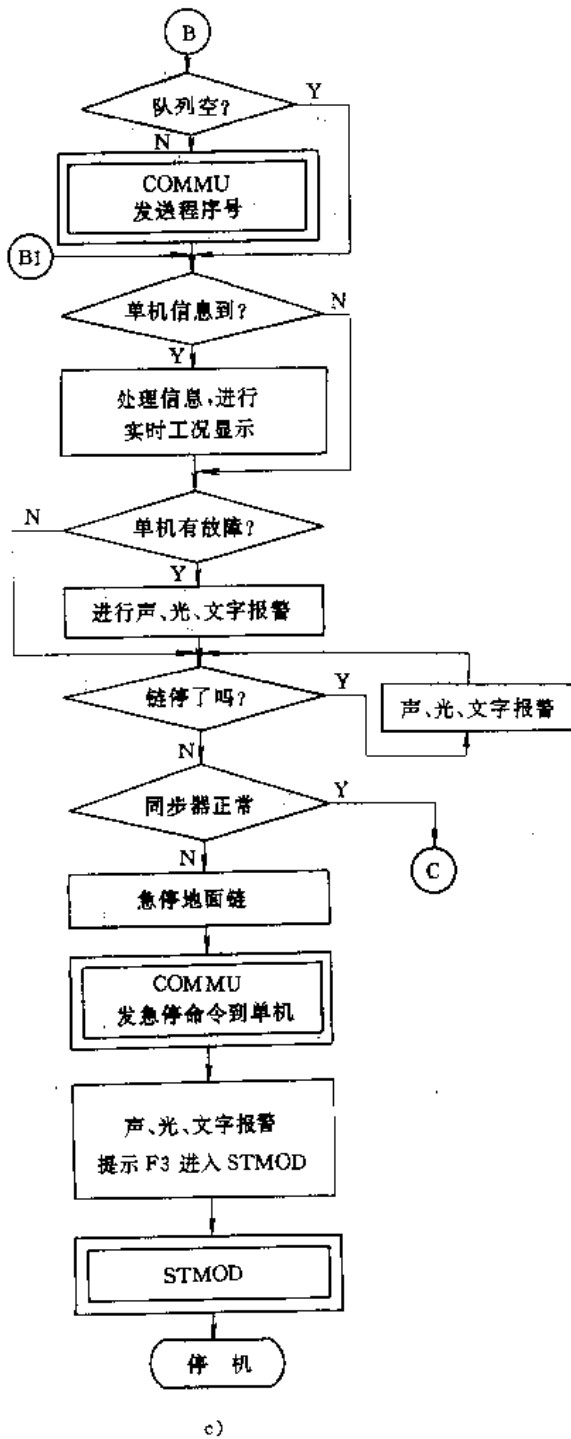 B
队列空?
Y
N
COMMU
发送程序号
B1
单机信息到?
N
Y
处理信息,进行
实时工况显示
N
单机有故障?
Y
进行声、光、文字报警
链停了吗?
Y
声、光、文字报警
N
同步器正常
Y
N
C
急停地面链
COMMU
发急停命令到单机
声、光、文字报警
提示 F3 进入 STMOD
STMOD
停 机
c)